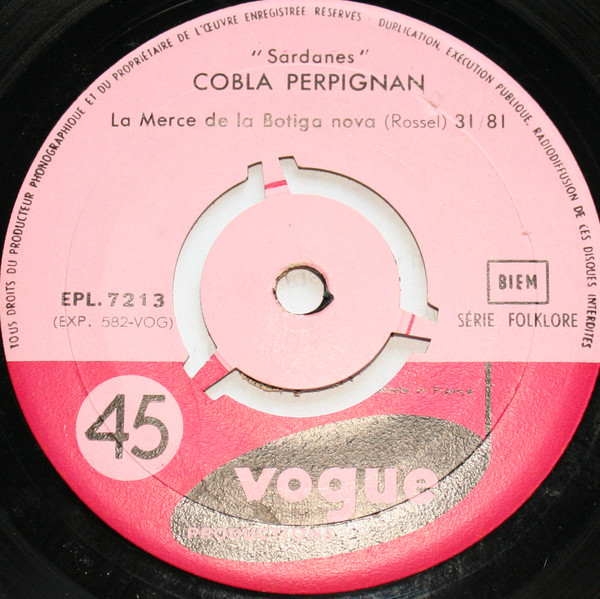 TOUS DROITS DU PRODUCTEUR PHONOGRAPHIQUE ET DU PROPRIÉTAIRE DE L'ŒUVRE ENREGISTRÉE RÉSERVÉS - DUPLICATION, EXÉCUTION PUBLIQUE, RADIODIFFUSION DE CES DISQUES INTERDITES
"Sardanes"
COBLA PERPIGNAN
La Merce de la Botiga nova (Rossel) 31/81
EPL. 7213
(EXP. 582-VOG)
BIEM
SÉRIE FOLKLORE
45
vogue
PRODUCTIONS